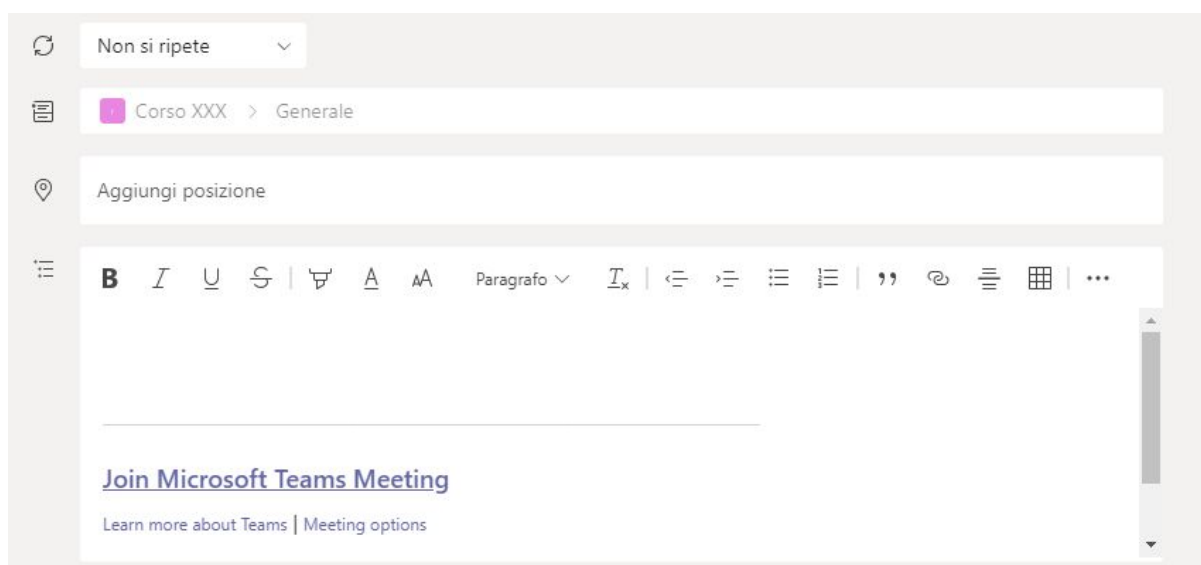 Non si ripete
Corso XXX > Generale
Aggiungi posizione
B I U S A AA Paragrafo Tx
Join Microsoft Teams Meeting
Learn more about Teams | Meeting options